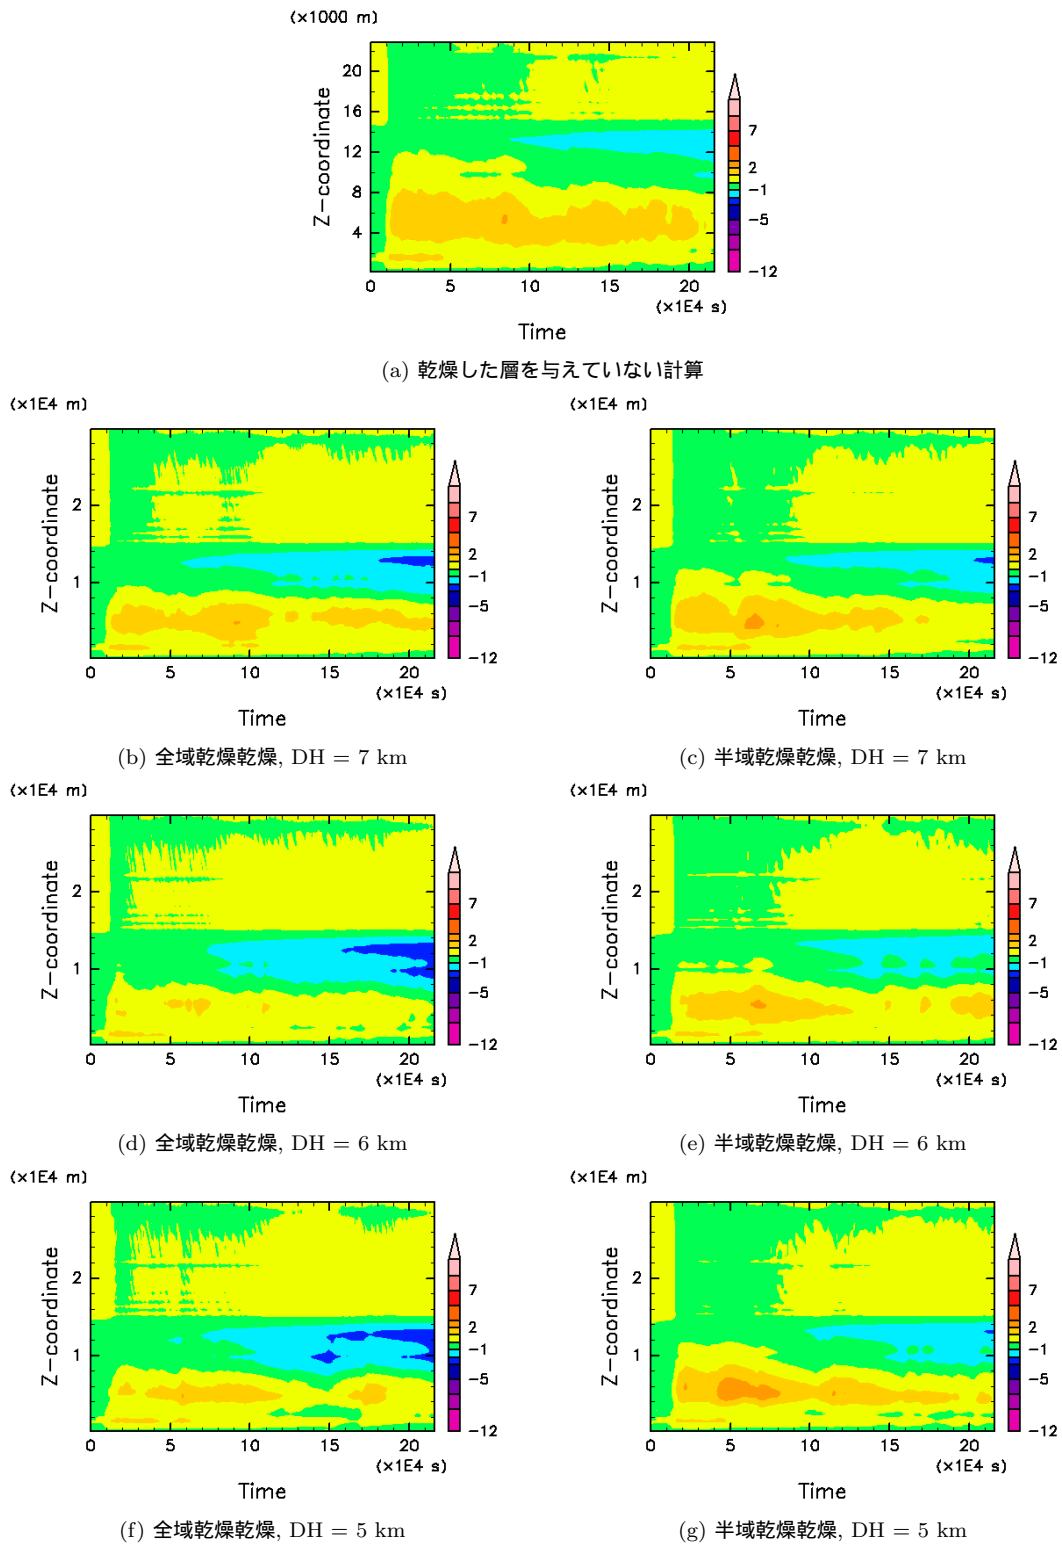 (×1000 m)
Z-coordinate
20
16
12
8
4
0 5 10 15 20
(×1E4 s)
Time
7
2
-1
-5
-12
(a) 乾燥した層を与えていない計算
(×1E4 m)
Z-coordinate
2
1
0 5 10 15 20
(×1E4 s)
Time
7
2
-1
-5
-12
(b) 全域乾燥乾燥, DH = 7 km
(×1E4 m)
Z-coordinate
2
1
0 5 10 15 20
(×1E4 s)
Time
7
2
-1
-5
-12
(c) 半域乾燥乾燥, DH = 7 km
(×1E4 m)
Z-coordinate
2
1
0 5 10 15 20
(×1E4 s)
Time
7
2
-1
-5
-12
(d) 全域乾燥乾燥, DH = 6 km
(×1E4 m)
Z-coordinate
2
1
0 5 10 15 20
(×1E4 s)
Time
7
2
-1
-5
-12
(e) 半域乾燥乾燥, DH = 6 km
(×1E4 m)
Z-coordinate
2
1
0 5 10 15 20
(×1E4 s)
Time
7
2
-1
-5
-12
(f) 全域乾燥乾燥, DH = 5 km
(×1E4 m)
Z-coordinate
2
1
0 5 10 15 20
(×1E4 s)
Time
7
2
-1
-5
-12
(g) 半域乾燥乾燥, DH = 5 km